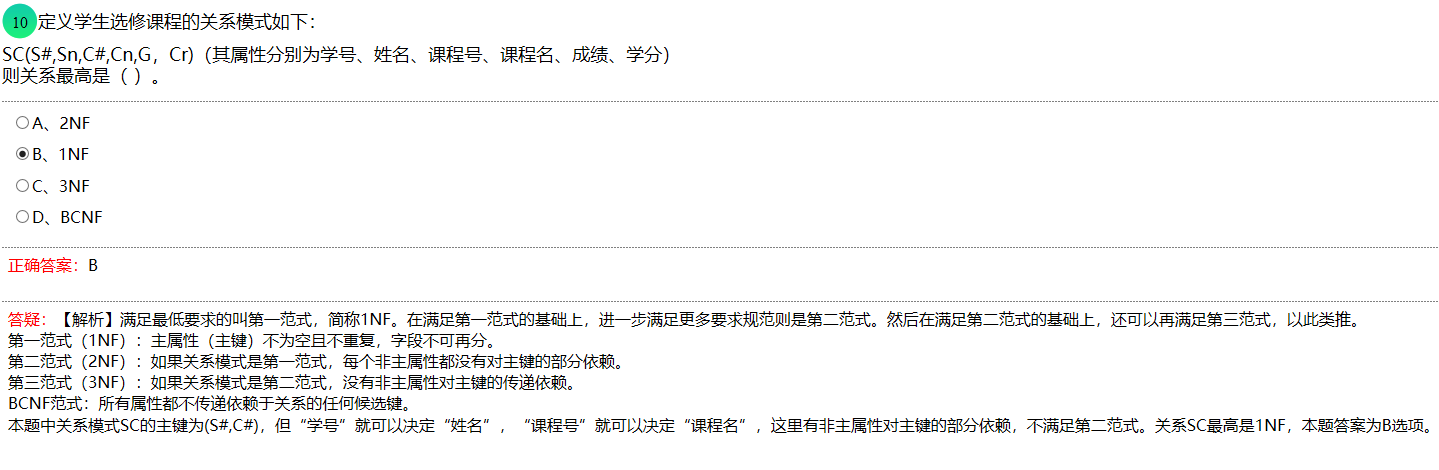 10 定义学生选修课程的关系模式如下：
SC(S#,Sn,C#,Cn,G，Cr)（其属性分别为学号、姓名、课程号、课程名、成绩、学分）
则关系最高是（ ）。
A、2NF
B、1NF
C、3NF
D、BCNF
正确答案：B
答疑：【解析】满足最低要求的叫第一范式，简称1NF。在满足第一范式的基础上，进一步满足更多要求规范则是第二范式。然后在满足第二范式的基础上，还可以再满足第三范式，以此类推。
第一范式（1NF）：主属性（主键）不为空且不重复，字段不可再分。
第二范式（2NF）：如果关系模式是第一范式，每个非主属性都没有对主键的部分依赖。
第三范式（3NF）：如果关系模式是第二范式，没有非主属性对主键的传递依赖。
BCNF范式：所有属性都不传递依赖于关系的任何候选键。
本题中关系模式SC的主键为(S#,C#)，但“学号”就可以决定“姓名”，“课程号”就可以决定“课程名”，这里有非主属性对主键的部分依赖，不满足第二范式。关系SC最高是1NF，本题答案为B选项。